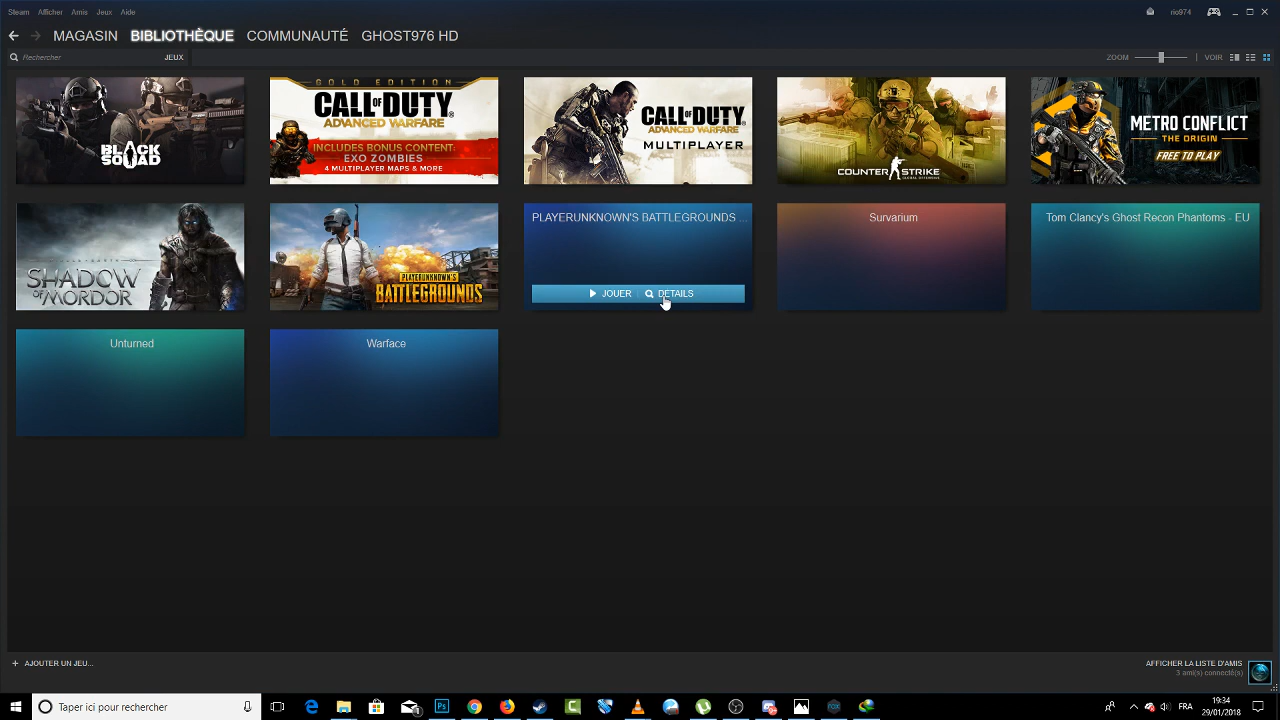 Steam Afficher Amis Jeux Aide
rio974
MAGASIN BIBLIOTHÈQUE COMMUNAUTÉ GHOST976 HD
Rechercher JEUX
ZOOM VOIR
BLACK SQUAD
GOLD EDITION
CALL OF DUTY
ADVANCED WARFARE
INCLUDES BONUS CONTENT:
EXO ZOMBIES
4 MULTIPLAYER MAPS & MORE
CALL OF DUTY
ADVANCED WARFARE
MULTIPLAYER
COUNTER STRIKE
GLOBAL OFFENSIVE
METRO CONFLICT
THE ORIGIN
FREE TO PLAY
SHADOW
OF MORDOR
PLAYERUNKNOWN'S
BATTLEGROUNDS
PLAYERUNKNOWN'S BATTLEGROUNDS ...
JOUER DETAILS
Survarium
Tom Clancy's Ghost Recon Phantoms - EU
Unturned
Warface
+ AJOUTER UN JEU...
AFFICHER LA LISTE D'AMIS
3 ami(s) connecté(s)
Taper ici pour rechercher
FRA
19:34
29/01/2018